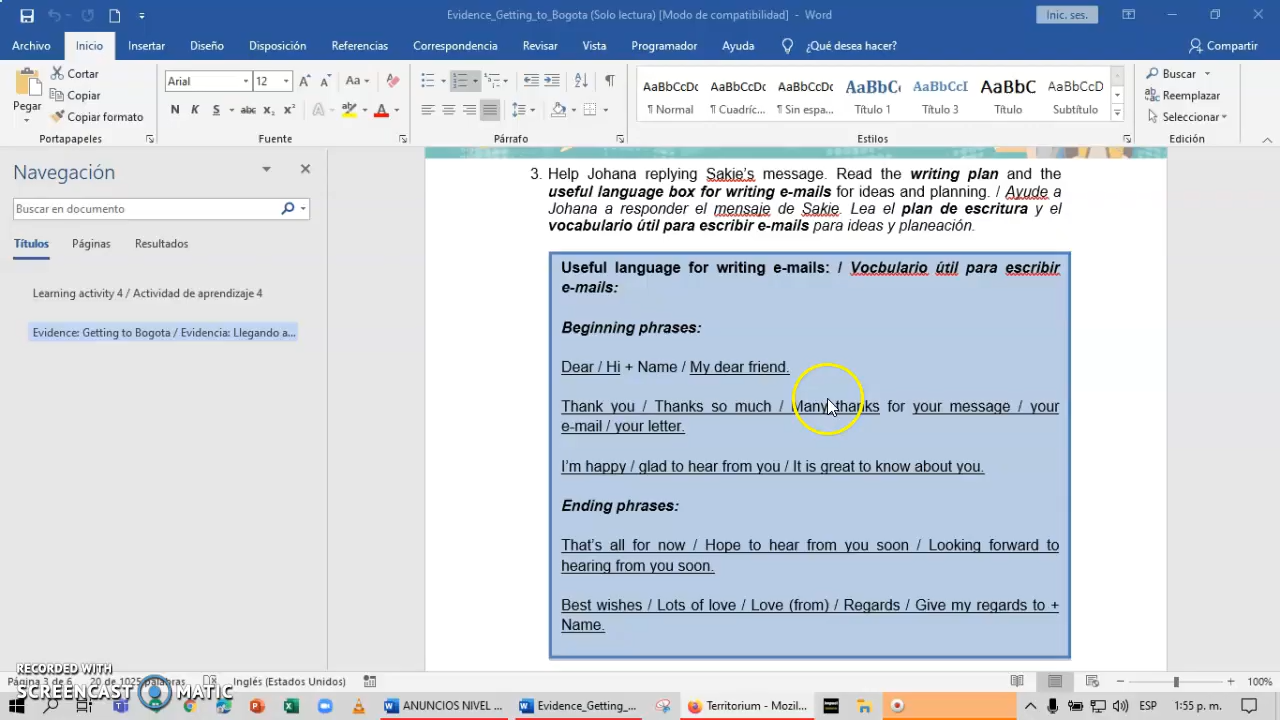 Evidence_Getting_to_Bogota (Solo lectura) [Modo de compatibilidad] - Word
Inic. ses.
Archivo Inicio Insertar Diseño Disposición Referencias Correspondencia Revisar Vista Programador Ayuda ¿Qué desea hacer? Compartir
Pegar
Cortar
Copiar
Copiar formato
Arial 12
AaBbCcDc AaBbCcDc AaBbCcDc AaBbC AaBbCcI AaBbC AaBbCcD
¶ Normal ¶ Cuadríc... ¶ Sin espa... Título 1 Título 3 Título Subtítulo
Buscar
Reemplazar
Seleccionar
Portapapeles Fuente Párrafo Estilos Edición
Navegación
Buscar en documento
Títulos Páginas Resultados
Learning activity 4 / Actividad de aprendizaje 4
Evidence: Getting to Bogota / Evidencia: Llegando a...
3. Help Johana replying Sakie's message. Read the writing plan and the
useful language box for writing e-mails for ideas and planning. / Ayude a
Johana a responder el mensaje de Sakie. Lea el plan de escritura y el
vocabulario útil para escribir e-mails para ideas y planeación.
Useful language for writing e-mails: / Vocbulario útil para escribir
e-mails:
Beginning phrases:
Dear / Hi + Name / My dear friend.
Thank you / Thanks so much / Many thanks for your message / your
e-mail / your letter.
I'm happy / glad to hear from you / It is great to know about you.
Ending phrases:
That's all for now / Hope to hear from you soon / Looking forward to
hearing from you soon.
Best wishes / Lots of love / Love (from) / Regards / Give my regards to +
Name.
RECORDED WITH
SCREENCAST MATIC
Página 3 de 6 20 de 1025 palabras Inglés (Estados Unidos) 100%
ANUNCIOS NIVEL ... Evidence_Getting_... Territorium - Mozil... ESP 1:55 p. m.